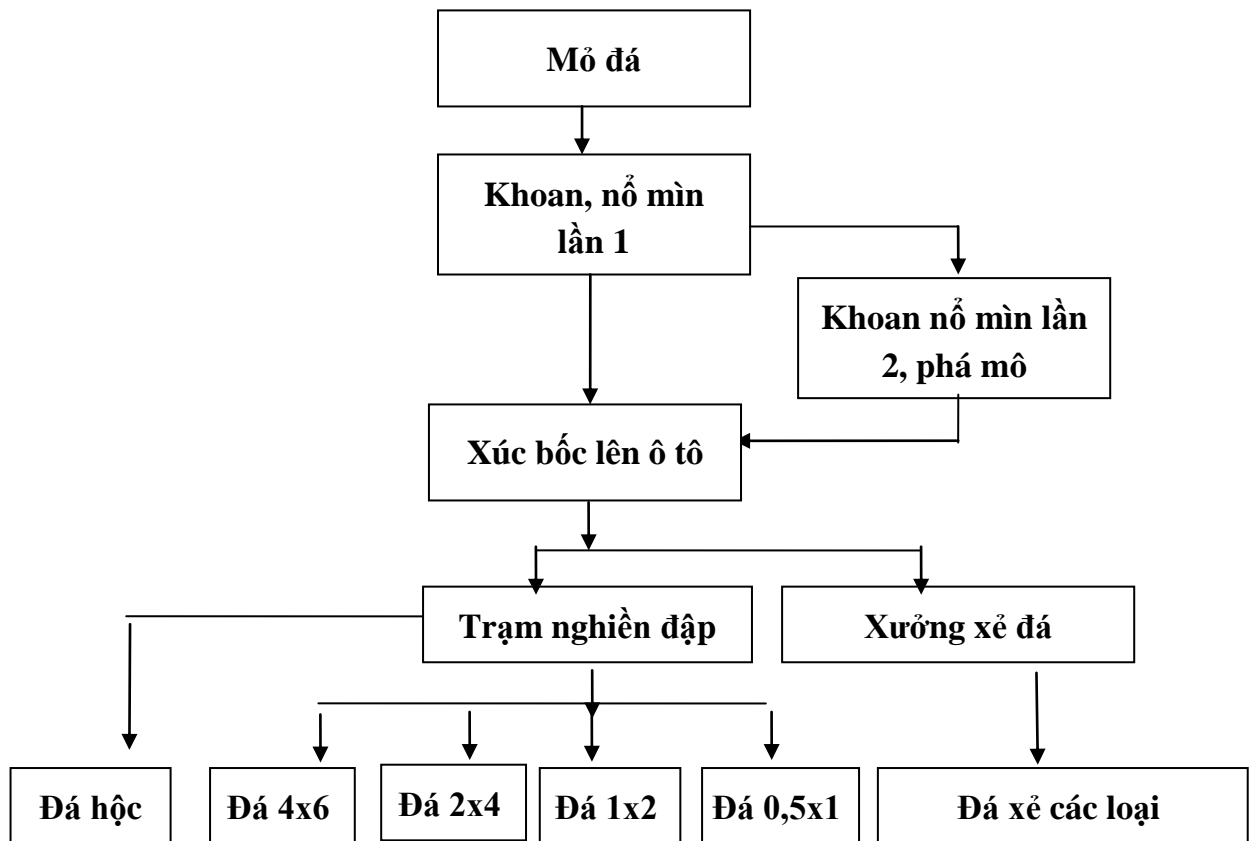 Mỏ đá
Khoan, nổ mìn
lần 1
Khoan nổ mìn lần
2, phá mô
Xúc bốc lên ô tô
Trạm nghiền đập
Xưởng xẻ đá
Đá hộc
Đá 4x6
Đá 2x4
Đá 1x2
Đá 0,5x1
Đá xẻ các loại